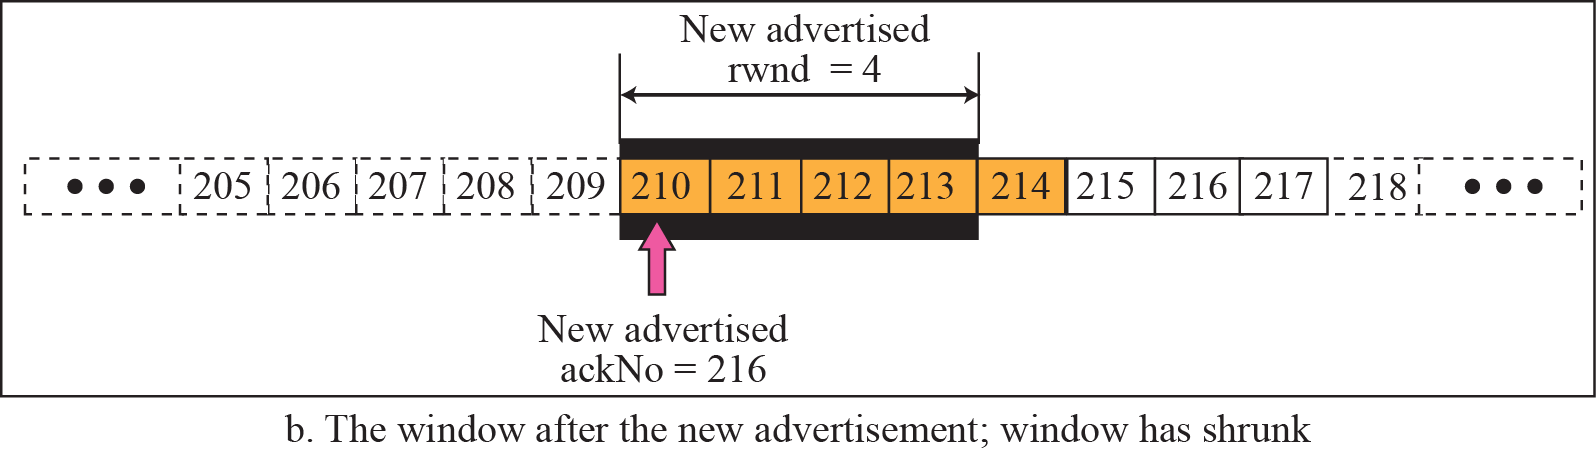 New advertised
rwnd = 4
••• 205 206 207 208 209 210 211 212 213 214 215 216 217 218 •••
New advertised
ackNo = 216
b. The window after the new advertisement; window has shrunk